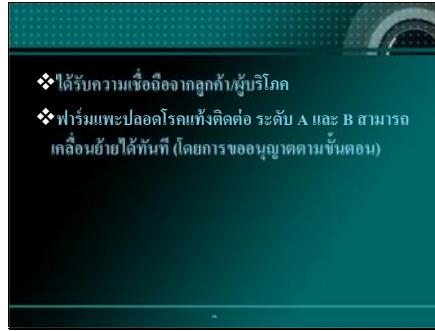 ❖ได้รับความเชื่อถือจากลูกค้า/ผู้บริโภค
❖ฟาร์มแพะปลอดโรคแท้งติดต่อ ระดับ A และ B สามารถ
เคลื่อนย้ายได้ทันที (โดยการขออนุญาตตามขั้นตอน)